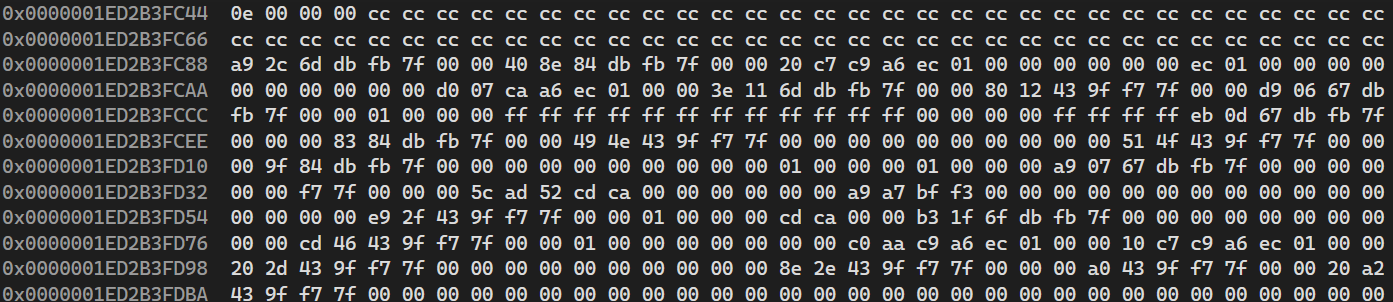 0x0000001ED2B3FC44 0e 00 00 00 cc cc cc cc cc cc cc cc cc cc cc cc cc cc cc cc cc cc cc cc cc cc cc cc cc cc cc cc cc cc
0x0000001ED2B3FC66 cc cc cc cc cc cc cc cc cc cc cc cc cc cc cc cc cc cc cc cc cc cc cc cc cc cc cc cc cc cc cc cc cc cc
0x0000001ED2B3FC88 a9 2c 6d db fb 7f 00 00 40 8e 84 db fb 7f 00 00 20 c7 c9 a6 ec 01 00 00 00 00 00 00 ec 01 00 00 00 00
0x0000001ED2B3FCAA 00 00 00 00 00 00 d0 07 ca a6 ec 01 00 00 3e 11 6d db fb 7f 00 00 80 12 43 9f f7 7f 00 00 d9 06 67 db
0x0000001ED2B3FCCC fb 7f 00 00 01 00 00 00 ff ff ff ff ff ff ff ff ff ff ff ff 00 00 00 00 ff ff ff ff eb 0d 67 db fb 7f
0x0000001ED2B3FCEE 00 00 00 83 84 db fb 7f 00 00 49 4e 43 9f f7 7f 00 00 00 00 00 00 00 00 00 00 51 4f 43 9f f7 7f 00 00
0x0000001ED2B3FD10 00 9f 84 db fb 7f 00 00 00 00 00 00 00 00 00 00 01 00 00 00 01 00 00 00 a9 07 67 db fb 7f 00 00 00 00
0x0000001ED2B3FD32 00 00 f7 7f 00 00 00 5c ad 52 cd ca 00 00 00 00 00 00 a9 a7 bf f3 00 00 00 00 00 00 00 00 00 00 00 00
0x0000001ED2B3FD54 00 00 00 00 e9 2f 43 9f f7 7f 00 00 01 00 00 00 cd ca 00 00 b3 1f 6f db fb 7f 00 00 00 00 00 00 00 00
0x0000001ED2B3FD76 00 00 cd 46 43 9f f7 7f 00 00 01 00 00 00 00 00 00 00 c0 aa c9 a6 ec 01 00 00 10 c7 c9 a6 ec 01 00 00
0x0000001ED2B3FD98 20 2d 43 9f f7 7f 00 00 00 00 00 00 00 00 00 00 8e 2e 43 9f f7 7f 00 00 00 a0 43 9f f7 7f 00 00 20 a2
0x0000001ED2B3FDBA 43 9f f7 7f 00 00 00 00 00 00 00 00 00 00 00 00 00 00 00 00 00 00 00 00 00 00 00 00 00 00 00 00 00 00